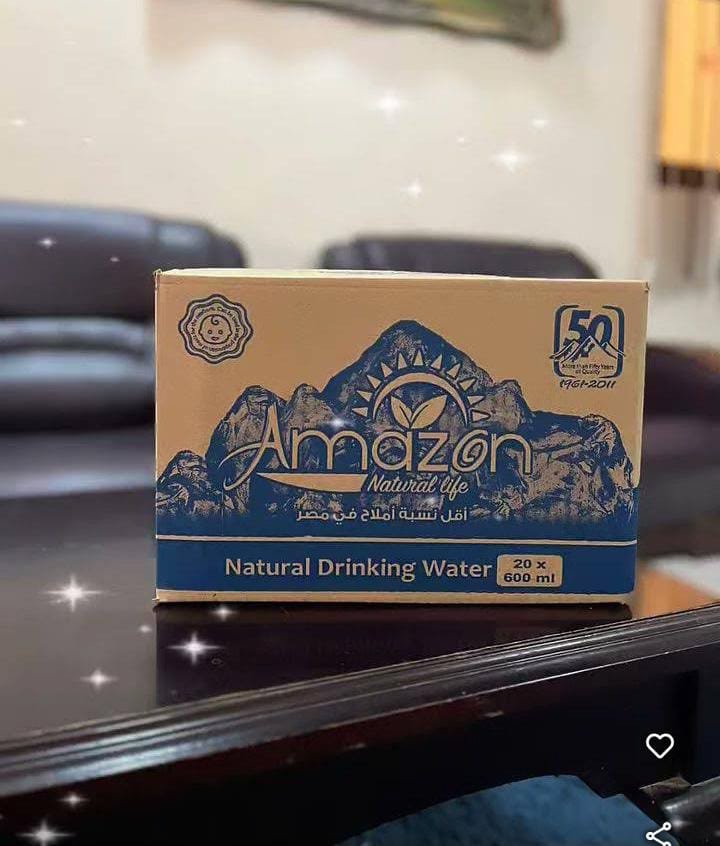 50
More than Fifty Years
of Quality
1961-2011
Amazon
Natural life
أقل نسبة أملاح في مصر
Natural Drinking Water
20 x
600 ml